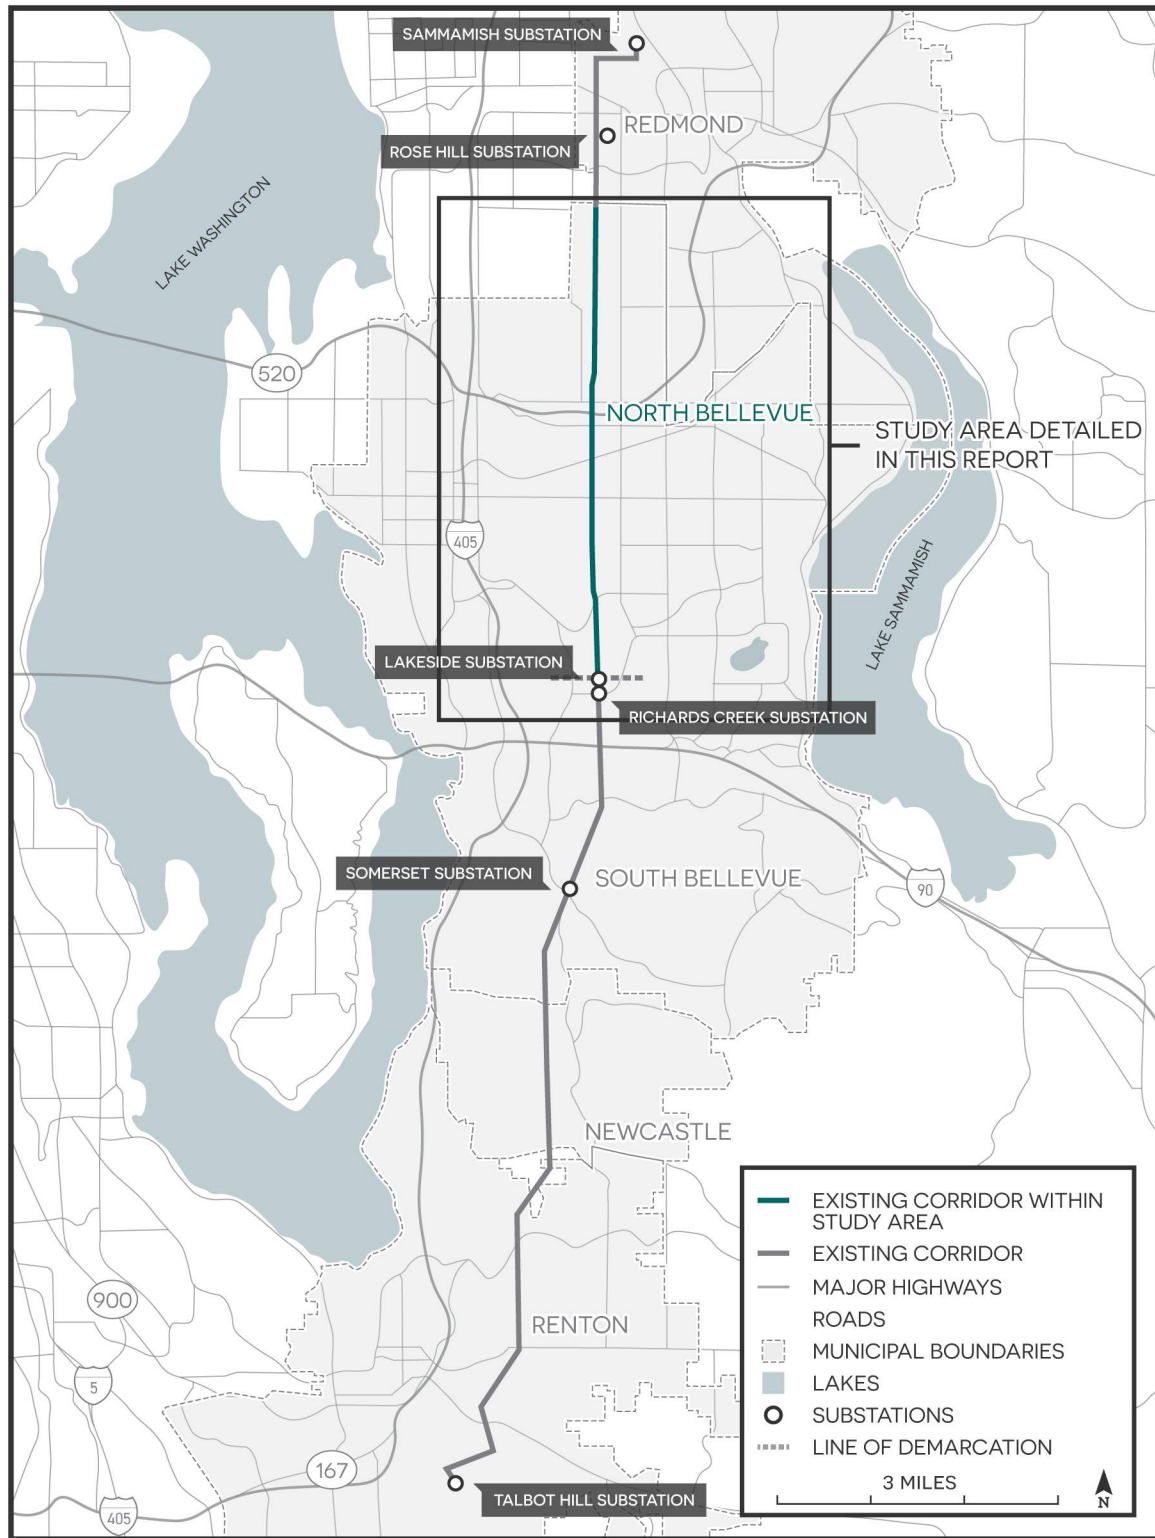 SAMMAMISH SUBSTATION
REDMOND
ROSE HILL SUBSTATION
LAKE WASHINGTON
520
NORTH BELLEVUE
STUDY AREA DETAILED
IN THIS REPORT
405
LAKE SAMMAMISH
LAKESIDE SUBSTATION
RICHARDS CREEK SUBSTATION
SOMERSET SUBSTATION
SOUTH BELLEVUE
90
NEWCASTLE
900
RENTON
5
167
405
TALBOT HILL SUBSTATION
EXISTING CORRIDOR WITHIN
STUDY AREA
EXISTING CORRIDOR
MAJOR HIGHWAYS
ROADS
MUNICIPAL BOUNDARIES
LAKES
SUBSTATIONS
LINE OF DEMARCATION
3 MILES
N